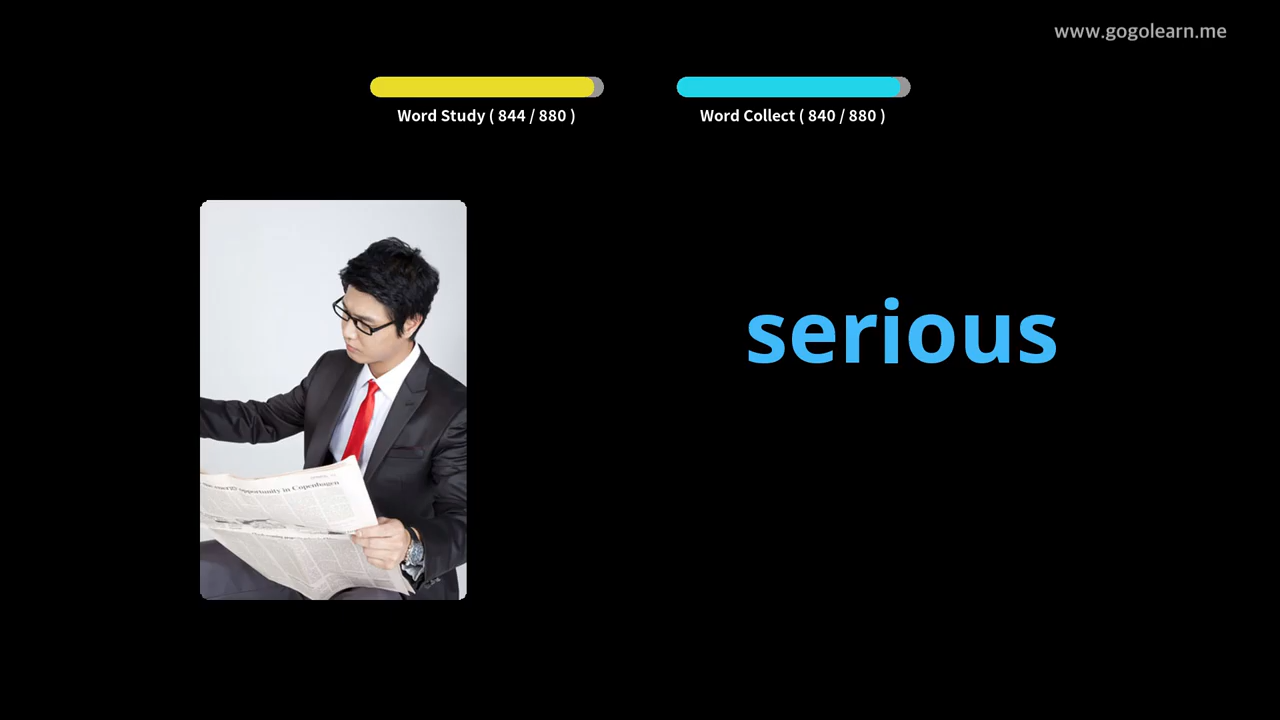 www.gogolearn.me
Word Study ( 844 / 880 )
Word Collect ( 840 / 880 )
serious
opportunity in Copenhagen